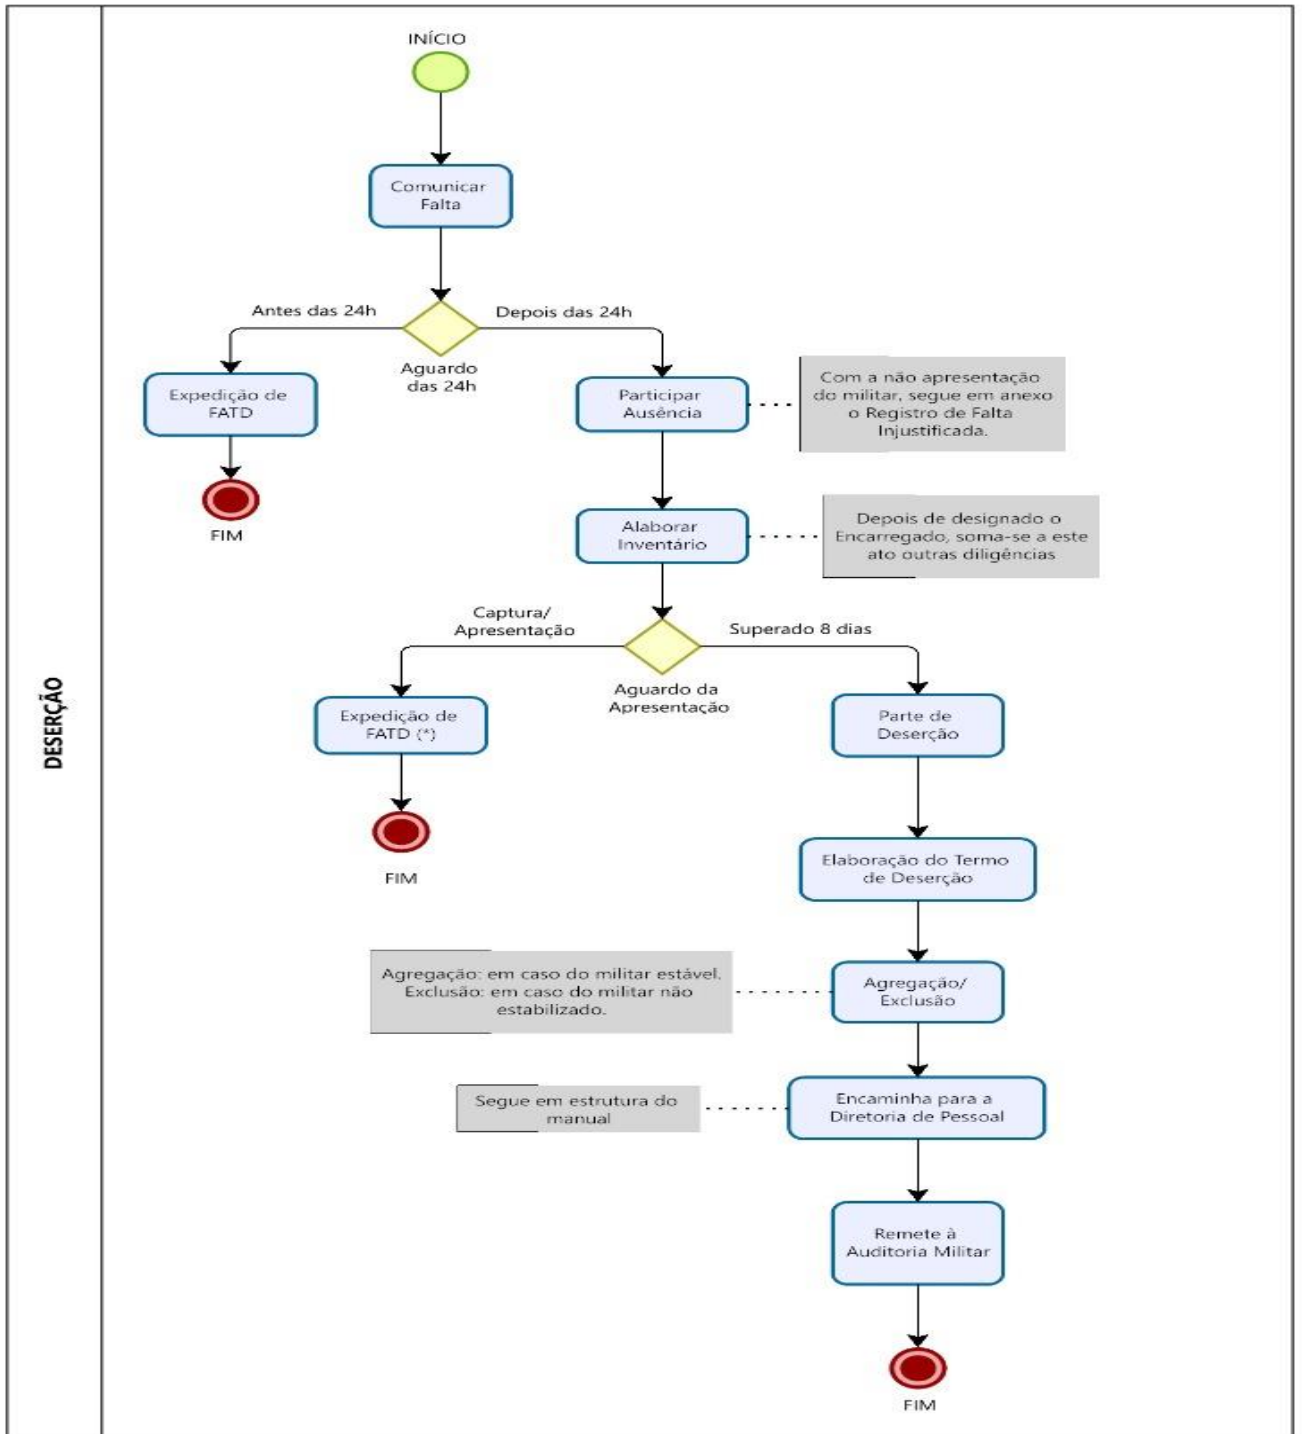 INÍCIO
Comunicar
Falta
Antes das 24h
Depois das 24h
Aguardo
das 24h
Expedição de
FATD
FIM
Participar
Ausência
Com a não apresentação
do militar, segue em anexo
o Registro de Falta
Injustificada.
Alaborar
Inventário
Depois de designado o
Encarregado, soma-se a este
ato outras diligências
Captura/
Apresentação
Superado 8 dias
Aguardo da
Apresentação
Expedição de
FATD (*)
FIM
Parte de
Deserção
DESERÇÃO
Elaboração do Termo
de Deserção
Agregação: em caso do militar estável.
Exclusão: em caso do militar não
estabilizado.
Agregação/
Exclusão
Segue em estrutura do
manual
Encaminha para a
Diretoria de Pessoal
Remete à
Auditoria Militar
FIM